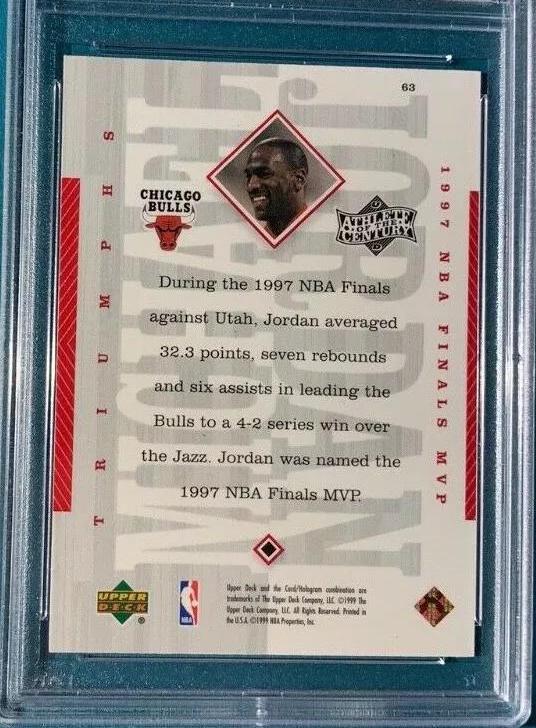 63
CHICAGO
BULLS
ATHLETE
OF THE
CENTURY
TRIUMPHS
1997 NBA FINALS MVP
MICHAEL
JORDAN
During the 1997 NBA Finals
against Utah, Jordan averaged
32.3 points, seven rebounds
and six assists in leading the
Bulls to a 4-2 series win over
the Jazz. Jordan was named the
1997 NBA Finals MVP.
UPPER
DECK
®
NBA
Upper Deck and the Card/Hologram combination are
trademarks of The Upper Deck Company, LLC. ©1999 The
Upper Deck Company, LLC. All Rights Reserved. Printed in
the U.S.A. ©1999 NBA Properties, Inc.